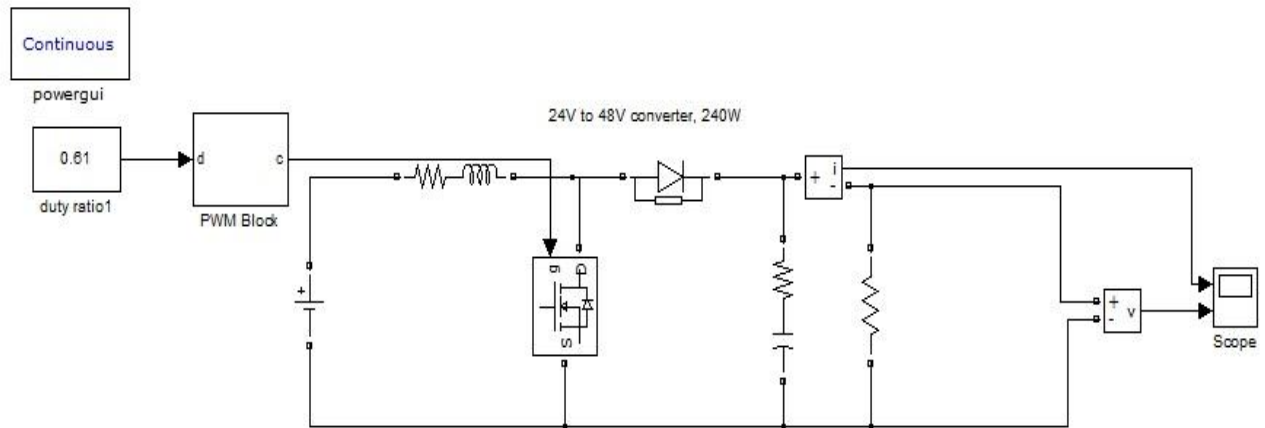 Continuous
powergui
24V to 48V converter, 240W
0.61
d
c
duty ratio1
PWM Block
+
i
-
g
D
S
+
+
-
v
Scope